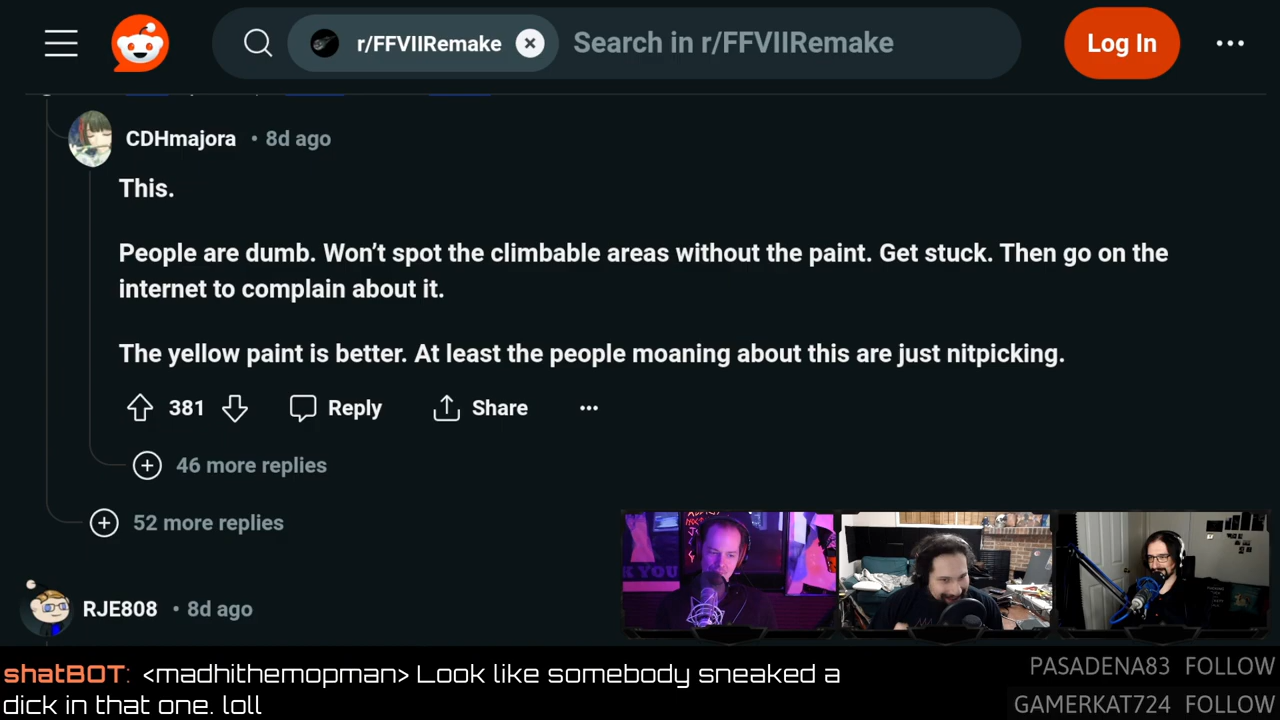 r/FFVIIRemake
Search in r/FFVIIRemake
Log In
CDHmajora • 8d ago
This.
People are dumb. Won’t spot the climbable areas without the paint. Get stuck. Then go on the
internet to complain about it.
The yellow paint is better. At least the people moaning about this are just nitpicking.
381
Reply
Share
46 more replies
52 more replies
RJE808 • 8d ago
shatBOT: <madhithemopman> Look like somebody sneaked a
dick in that one. loll
PASADENA83 FOLLOW
GAMERKAT724 FOLLOW